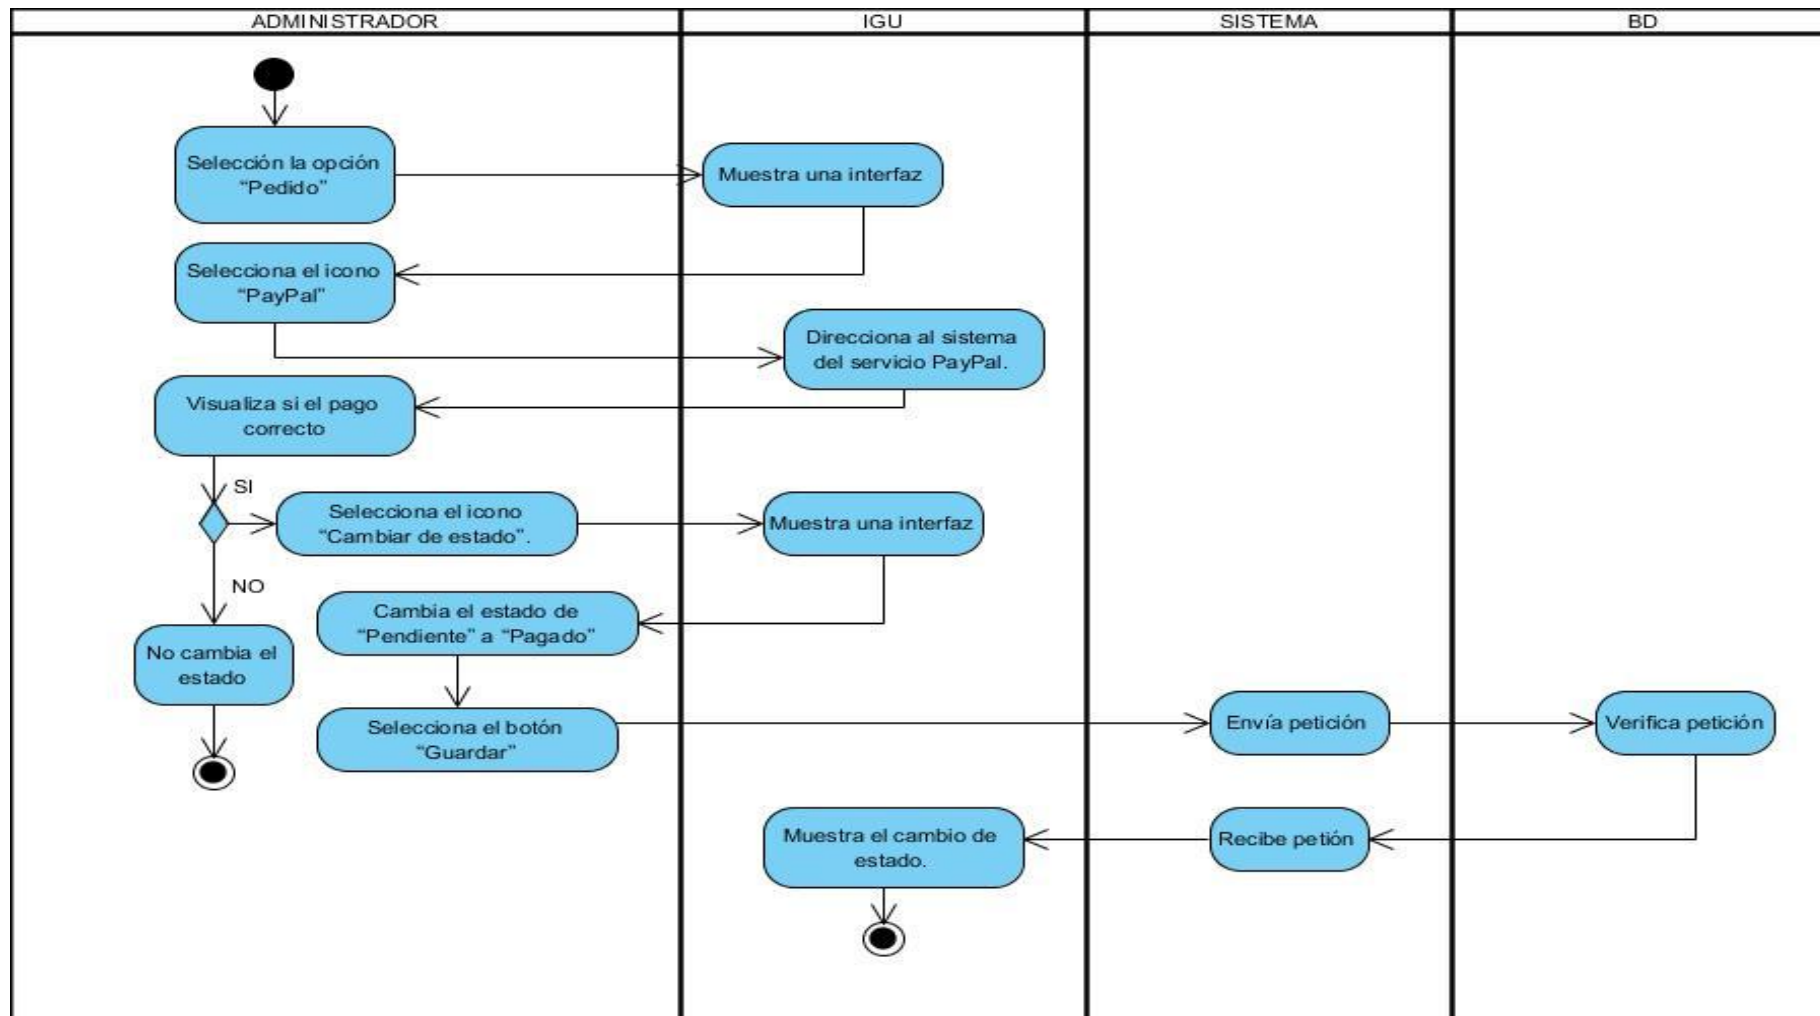 ADMINISTRADOR
IGU
SISTEMA
BD
Selección la opción
“Pedido”
Muestra una interfaz
Selecciona el icono
“PayPal”
Direcciona al sistema
del servicio PayPal.
Visualiza si el pago
correcto
SI
Selecciona el icono
“Cambiar de estado”.
Muestra una interfaz
NO
Cambia el estado de
“Pendiente” a “Pagado”
No cambia el
estado
Selecciona el botón
“Guardar”
Envía petición
Verifica petición
Muestra el cambio de
estado.
Recibe petión